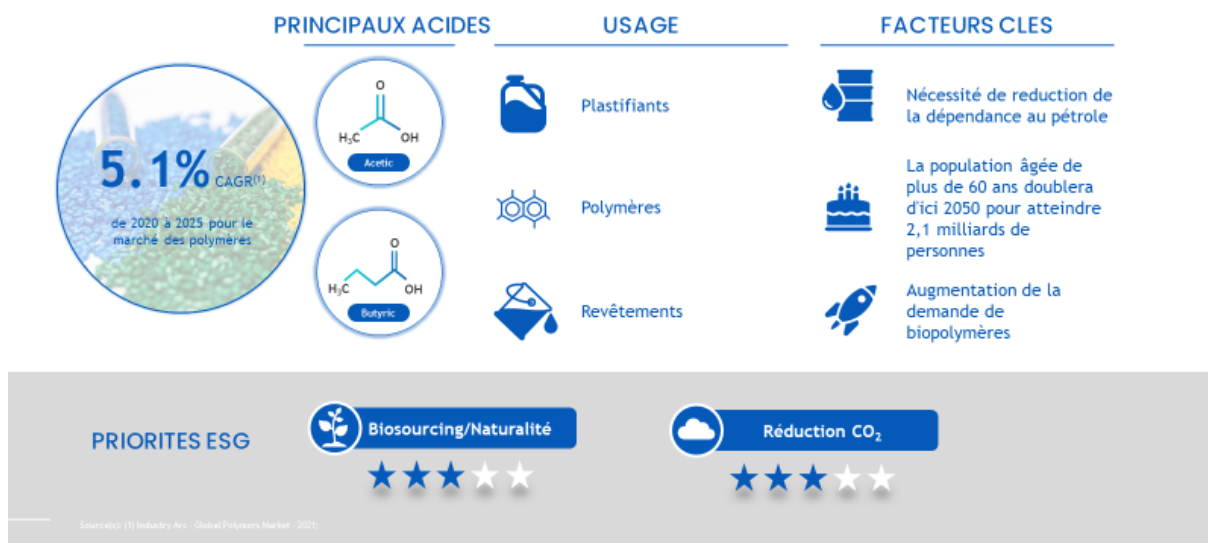 PRINCIPAUX ACIDES
USAGE
FACTEURS CLES
5.1% CAGR(1)
de 2020 à 2025 pour le
marché des polymères
O
H3C
OH
Acetic
O
H3C
OH
Butyric
Plastifiants
Polymères
Revêtements
Nécessité de reduction de
la dépendance au pétrole
La population âgée de
plus de 60 ans doublera
d'ici 2050 pour atteindre
2,1 milliards de
personnes
Augmentation de la
demande de
biopolymères
PRIORITES ESG
Biosourcing/Naturalité
Réduction CO2
Source(s): (1) Industry Arc - Global Polymers Market - 2021;